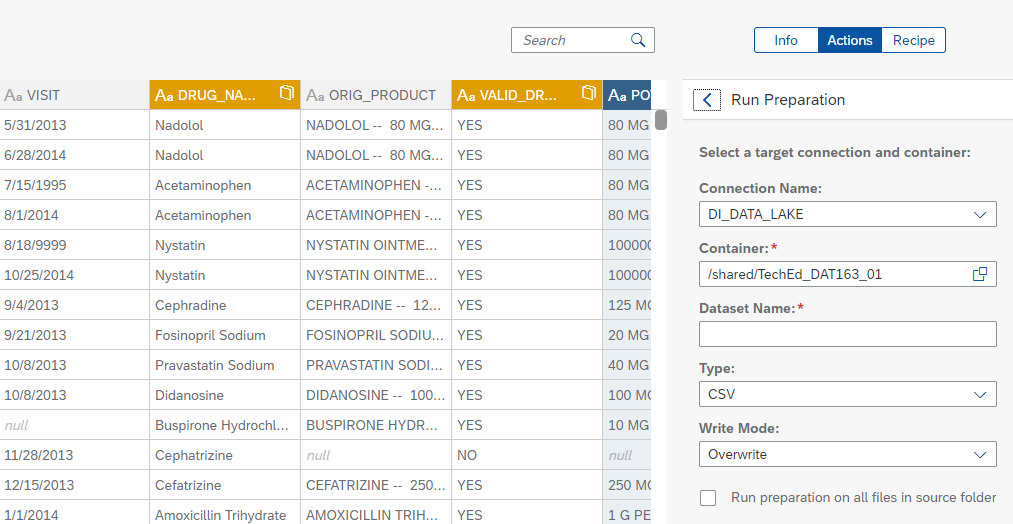 Search
Info Actions Recipe
Aa VISIT Aa DRUG_NA... Aa ORIG_PRODUCT Aa VALID_DR... Aa PO
5/31/2013 Nadolol NADOLOL -- 80 MG... YES 80 MG
6/28/2014 Nadolol NADOLOL -- 80 MG... YES 80 MG
7/15/1995 Acetaminophen ACETAMINOPHEN -... YES 80 MG
8/1/2014 Acetaminophen ACETAMINOPHEN -... YES 80 MG
8/18/9999 Nystatin NYSTATIN OINTME... YES 100000
10/25/2014 Nystatin NYSTATIN OINTME... YES 100000
9/4/2013 Cephradine CEPHRADINE -- 12... YES 125 MG
9/21/2013 Fosinopril Sodium FOSINOPRIL SODIU... YES 20 MG
10/8/2013 Pravastatin Sodium PRAVASTATIN SODI... YES 40 MG
10/8/2013 Didanosine DIDANOSINE -- 100... YES 100 MG
null Buspirone Hydrochl... BUSPIRONE HYDR... YES 10 MG
11/28/2013 Cephatrizine null NO null
12/15/2013 Cefatrizine CEFATRIZINE -- 250... YES 250 MG
1/1/2014 Amoxicillin Trihydrate AMOXICILLIN TRIH... YES 1 G PE
Run Preparation
Select a target connection and container:
Connection Name:
DI_DATA_LAKE
Container:*
/shared/TechEd_DAT163_01
Dataset Name:*
Type:
CSV
Write Mode:
Overwrite
Run preparation on all files in source folder